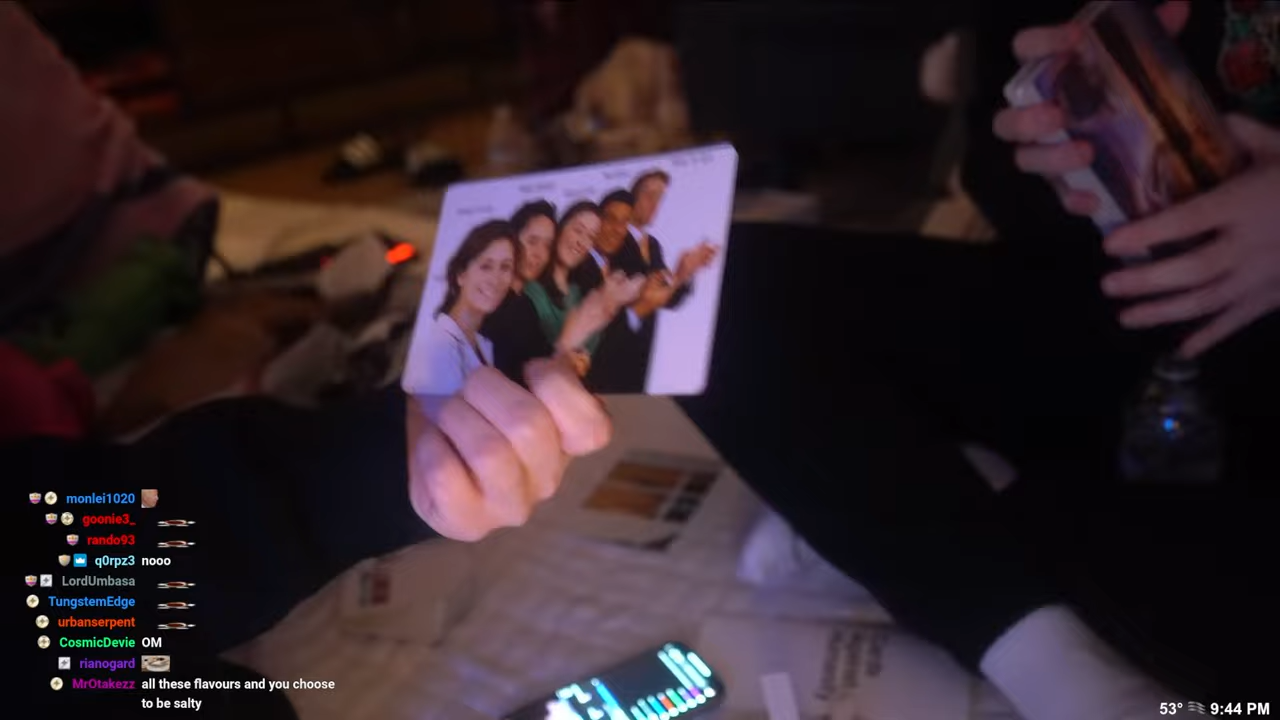 monlei1020
goonie3_
rando93
q0rpz3 nooo
LordUmbasa
TungstemEdge
urbanserpent
CosmicDevie OM
rianogard
MrOtakezz all these flavours and you choose
to be salty
53° 9:44 PM